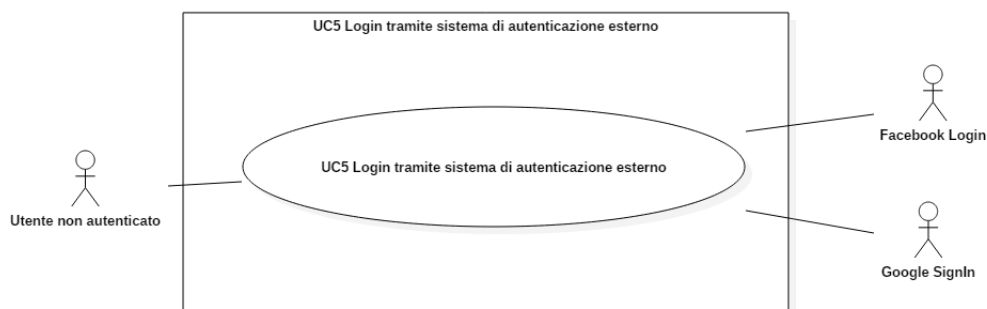 UC5 Login tramite sistema di autenticazione esterno
UC5 Login tramite sistema di autenticazione esterno
Utente non autenticato
Facebook Login
Google SignIn